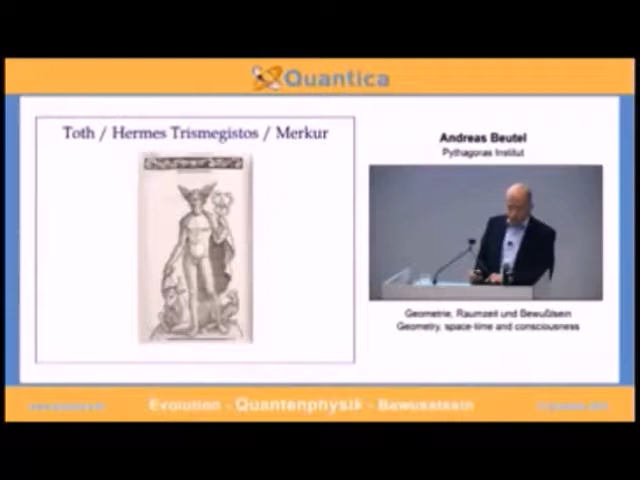 Quantica
Toth / Hermes Trismegistos / Merkur
Andreas Beutel
Pythagoras Institut
Geometrie, Raumzeit und Bewußtsein
Geometry, space-time and consciousness
Evolution - Quantenphysik - Bewusstsein